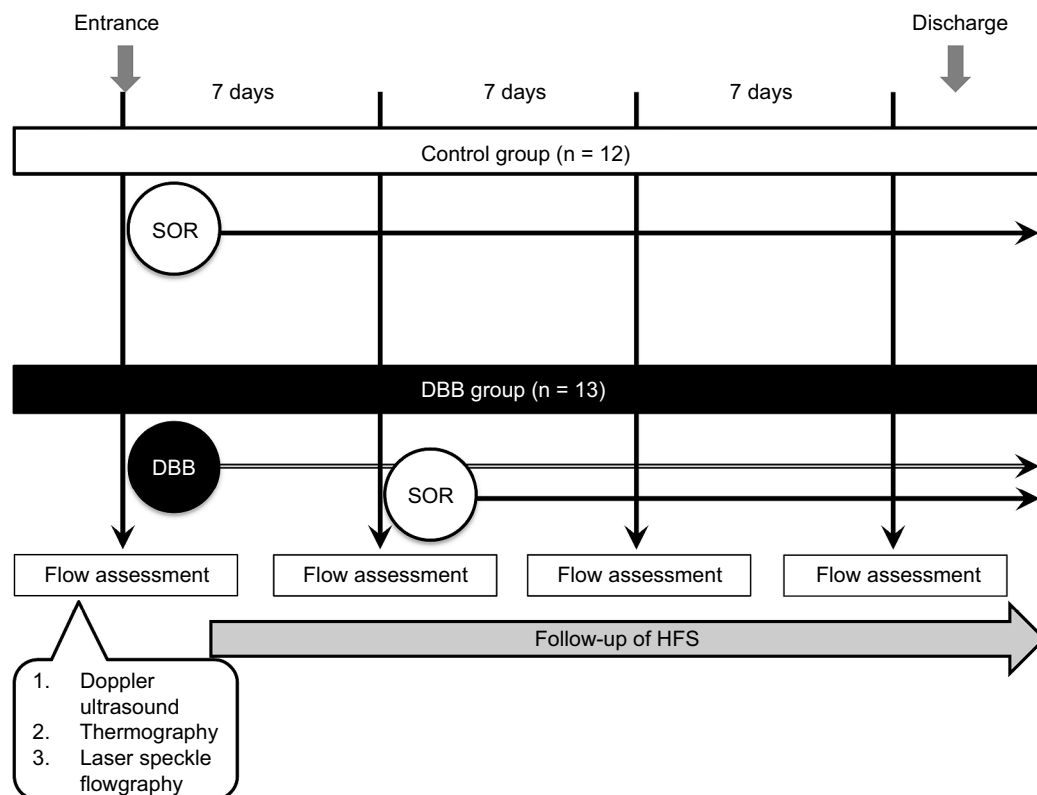 Entrance
Discharge
7 days
7 days
7 days
Control group (n = 12)
SOR
DBB group (n = 13)
DBB
SOR
Flow assessment
Flow assessment
Flow assessment
Flow assessment
Follow-up of HFS
1. Doppler
ultrasound
2. Thermography
3. Laser speckle
flowgraphy